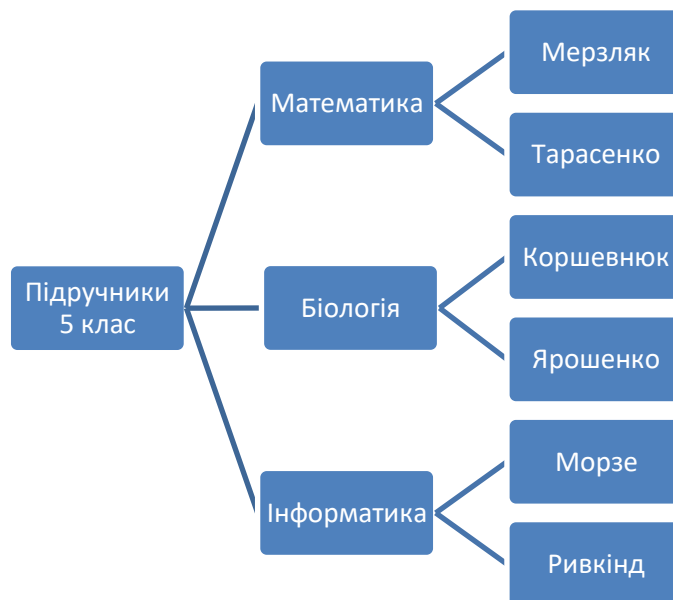 Підручники
5 клас
Математика
Мерзляк
Тарасенко
Біологія
Коршевнюк
Ярошенко
Інформатика
Морзе
Ривкінд